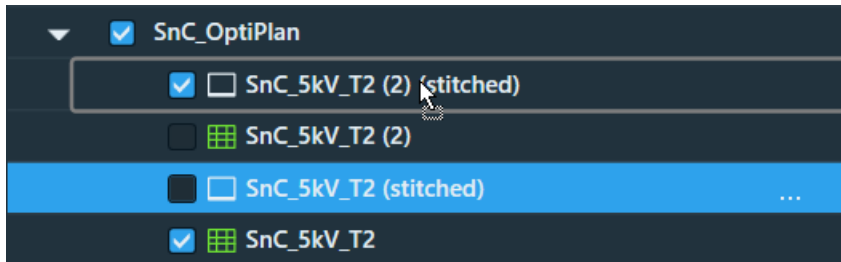 SnC_OptiPlan
SnC_5kV_T2 (2) (stitched)
SnC_5kV_T2 (2)
SnC_5kV_T2 (stitched)
...
SnC_5kV_T2